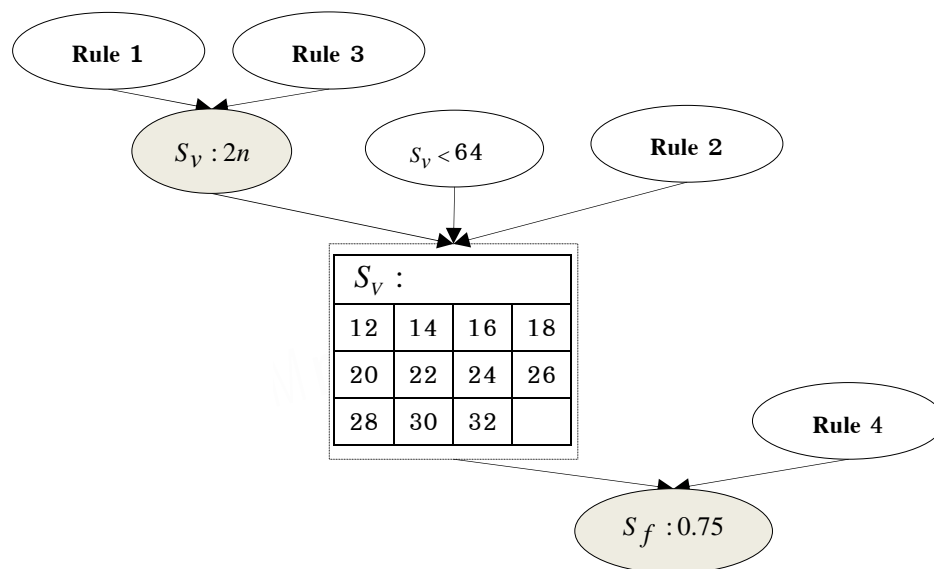 Rule 1
Rule 3
S_v : 2n
S_v < 64
Rule 2
S_v :
12 14 16 18
20 22 24 26
28 30 32
Rule 4
S_f : 0.75